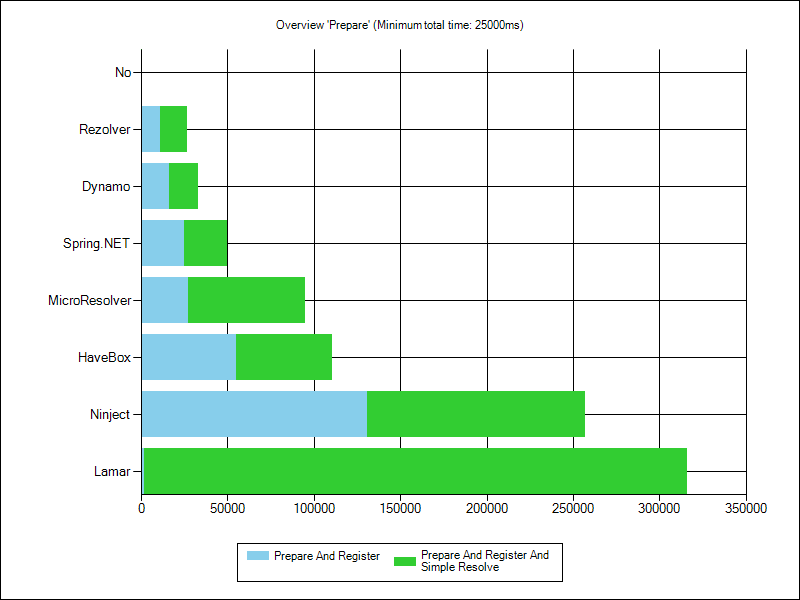 Overview 'Prepare' (Minimum total time: 25000ms)
No
Rezolver
Dynamo
Spring.NET
MicroResolver
HaveBox
Ninject
Lamar
0 50000 100000 150000 200000 250000 300000 350000
Prepare And Register
Prepare And Register And
Simple Resolve